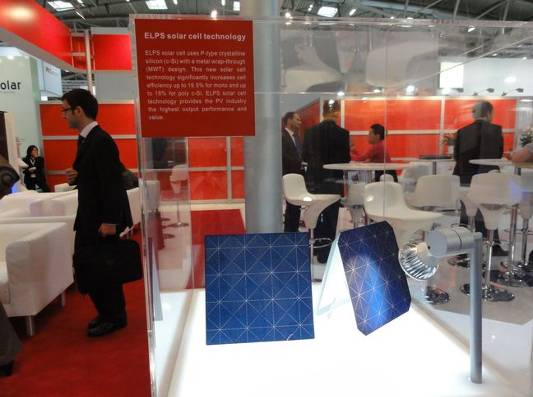 ELPS solar cell technology
ELPS solar cell uses P-type crystalline
silicon (c-Si) with a metal wrap-through
(MWT) design. This new solar cell
technology significantly increases cell
efficiency up to 19.5% for mono and up
to 18% for poly c-Si. ELPS solar cell
technology provides the PV industry
the highest output performance and
value.
olar